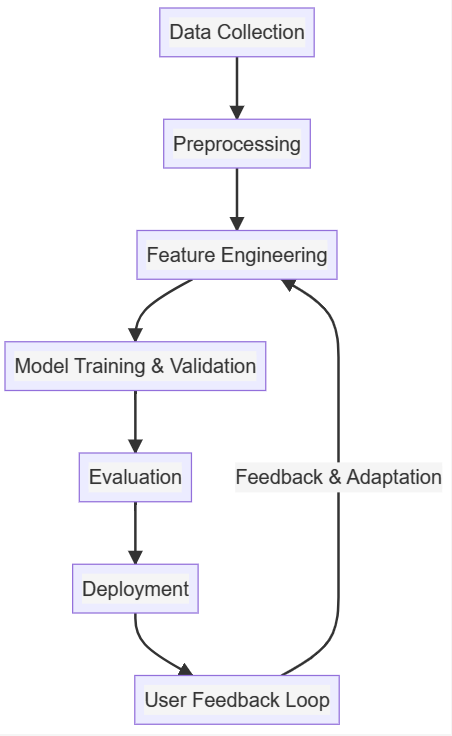 Data Collection
Preprocessing
Feature Engineering
Model Training & Validation
Evaluation
Feedback & Adaptation
Deployment
User Feedback Loop